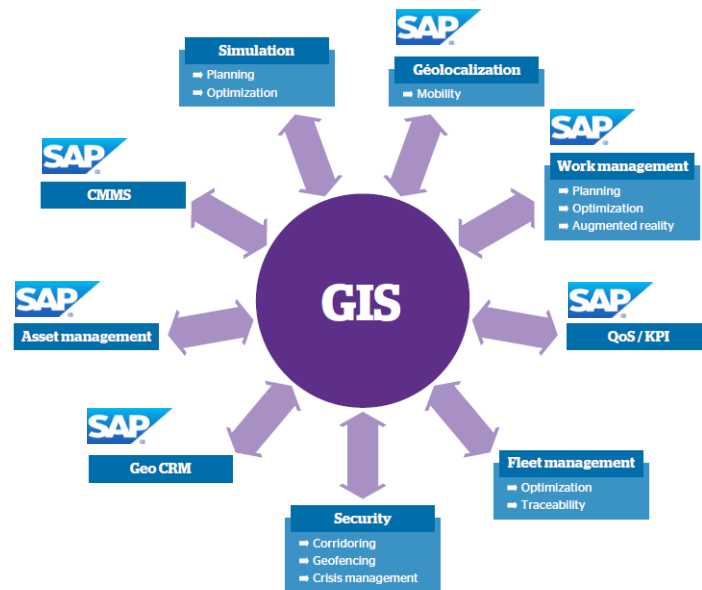 SAP
Simulation
➡ Planning
➡ Optimization
Géolocalization
➡ Mobility
SAP
Work management
➡ Planning
➡ Optimization
➡ Augmented reality
SAP
CMMS
GIS
SAP
Asset management
SAP
QoS / KPI
SAP
Geo CRM
Fleet management
➡ Optimization
➡ Traceability
Security
➡ Corridoring
➡ Geofencing
➡ Crisis management